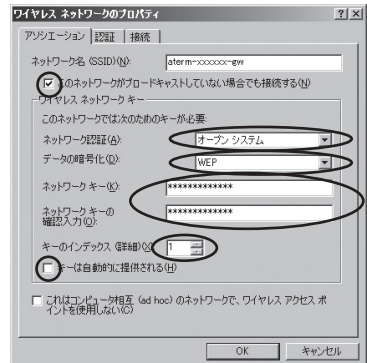 ワイヤレス ネットワークのプロパティ
アソシエーション 認証 接続
ネットワーク名 (SSID)(N): aterm-xxxxxx-gw
このネットワークがブロードキャストしていない場合でも接続する(N)
ワイヤレス ネットワーク キー
このネットワークでは次のためのキーが必要:
ネットワーク認証(A): オープン システム
データの暗号化(D): WEP
ネットワーク キー(K): *************
ネットワーク キーの
確認入力(O): *************
キーのインデックス (詳細)(X): 1
キーは自動的に提供される(H)
これはコンピュータ相互 (ad hoc) のネットワークで、ワイヤレス アクセス ポ
イントを使用しない(C)
OK キャンセル